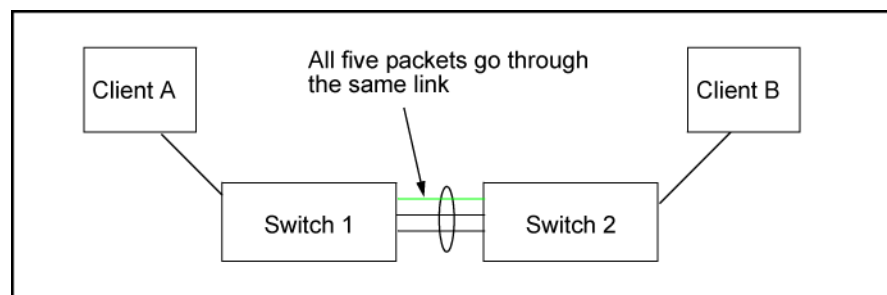 All five packets go through
the same link
Client A
Client B
Switch 1
Switch 2